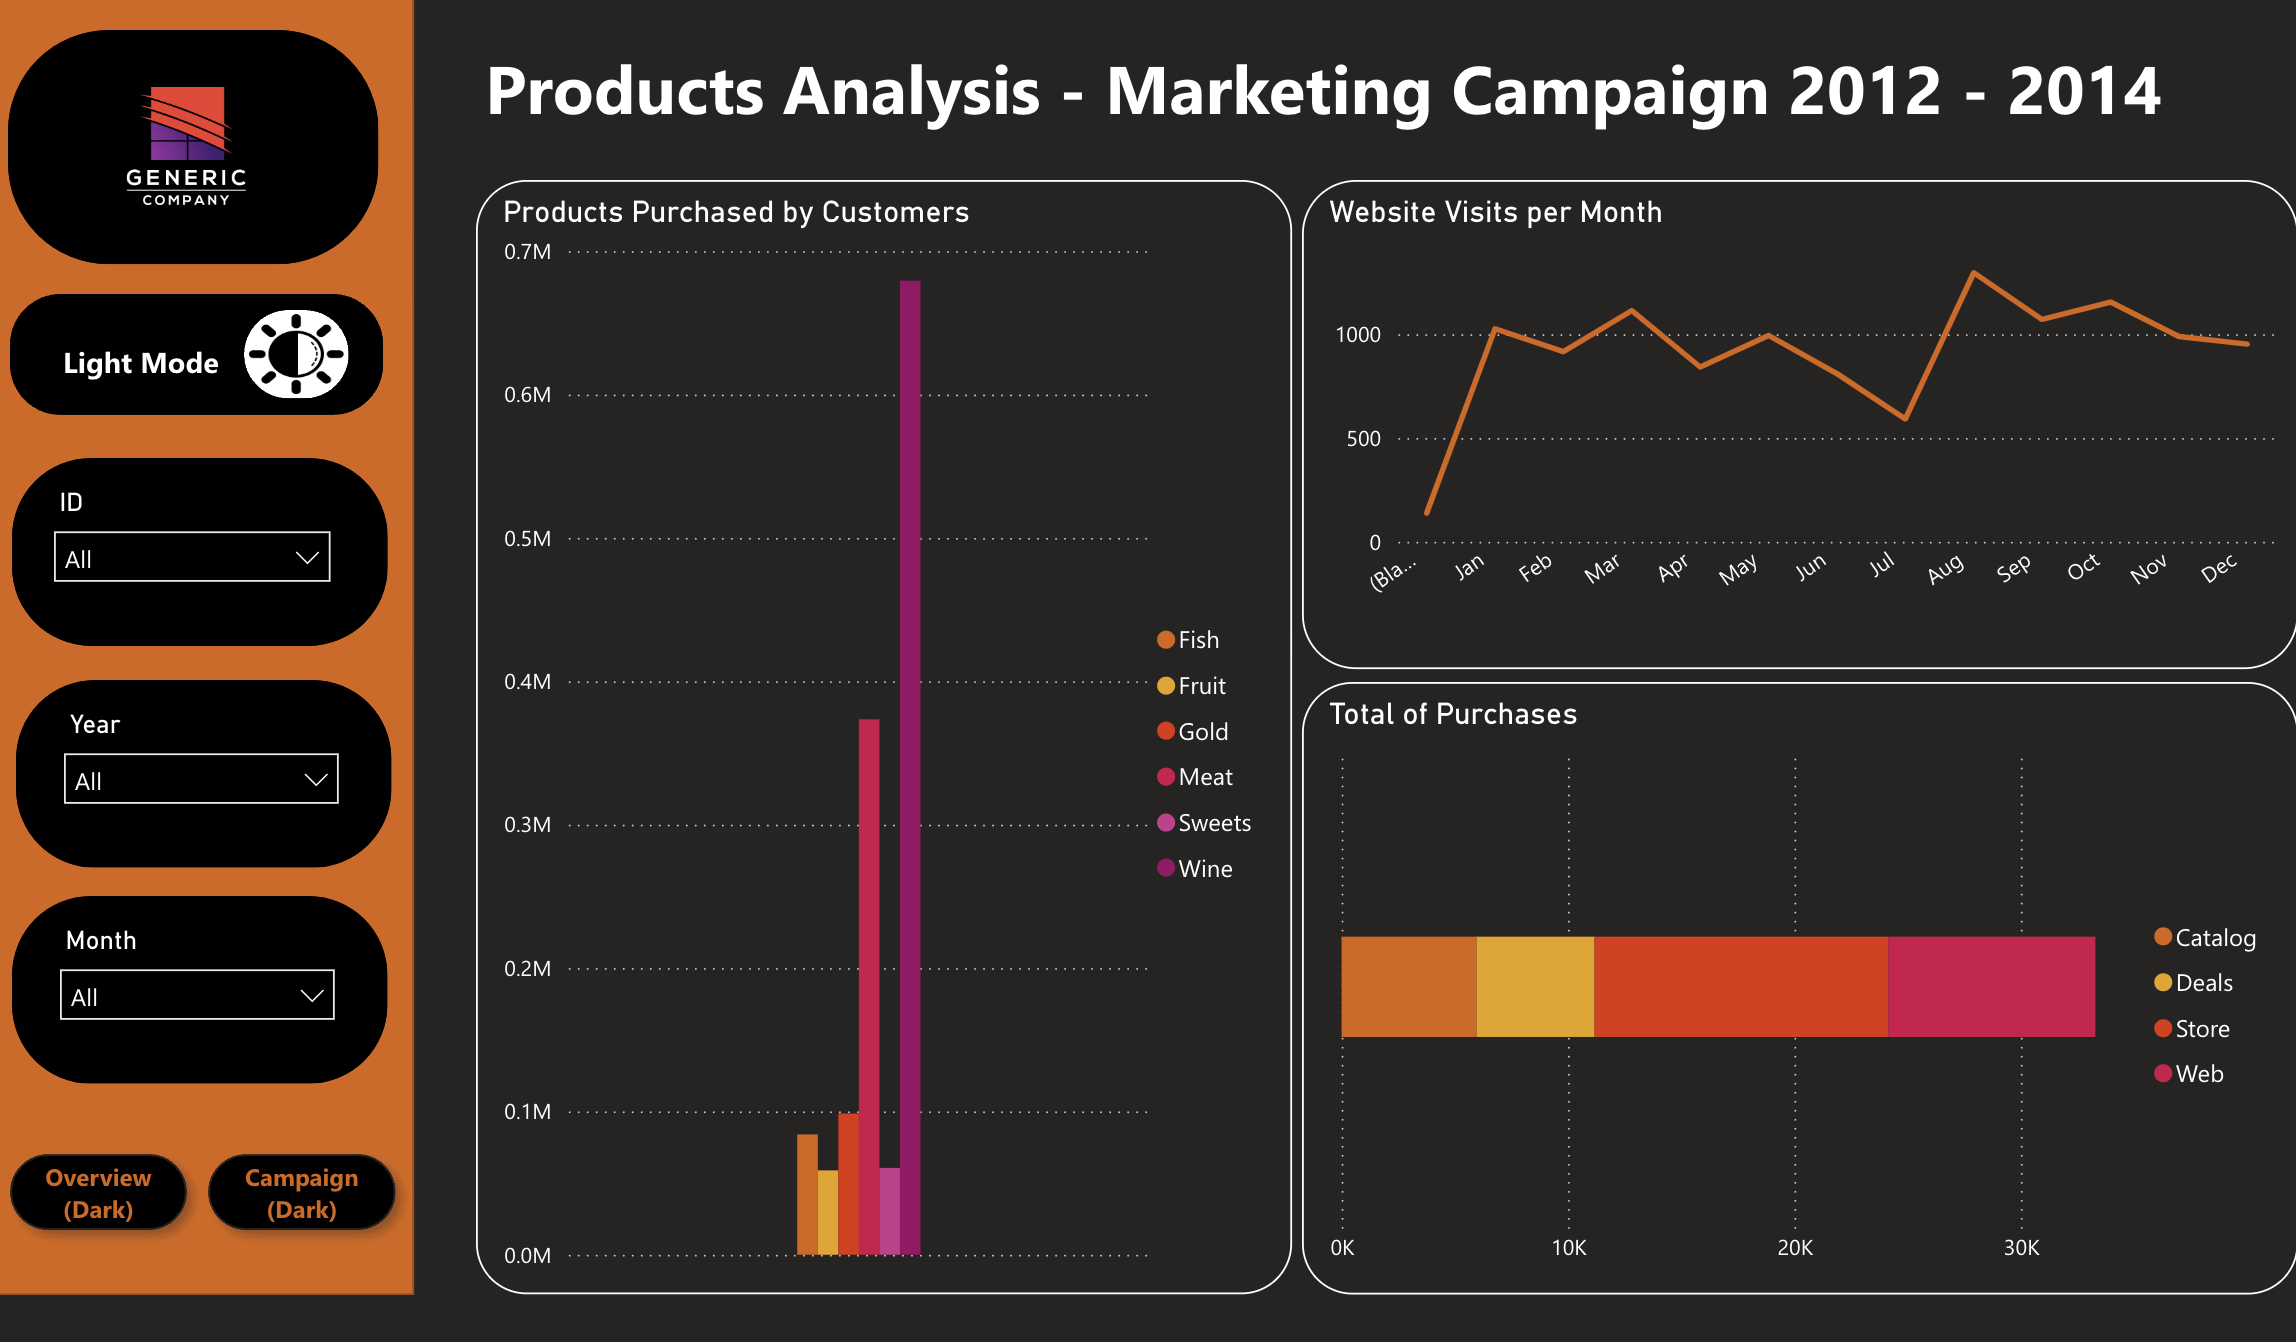 GENERIC
COMPANY
Light Mode
ID
All
Year
All
Month
All
Overview
(Dark)
Campaign
(Dark)
Products Analysis - Marketing Campaign 2012 - 2014
Products Purchased by Customers
0.7M
0.6M
0.5M
0.4M
0.3M
0.2M
0.1M
0.0M
Fish
Fruit
Gold
Meat
Sweets
Wine
Website Visits per Month
1000
500
0
(Bla... Jan Feb Mar Apr May Jun Jul Aug Sep Oct Nov Dec
Total of Purchases
0K 10K 20K 30K
Catalog
Deals
Store
Web